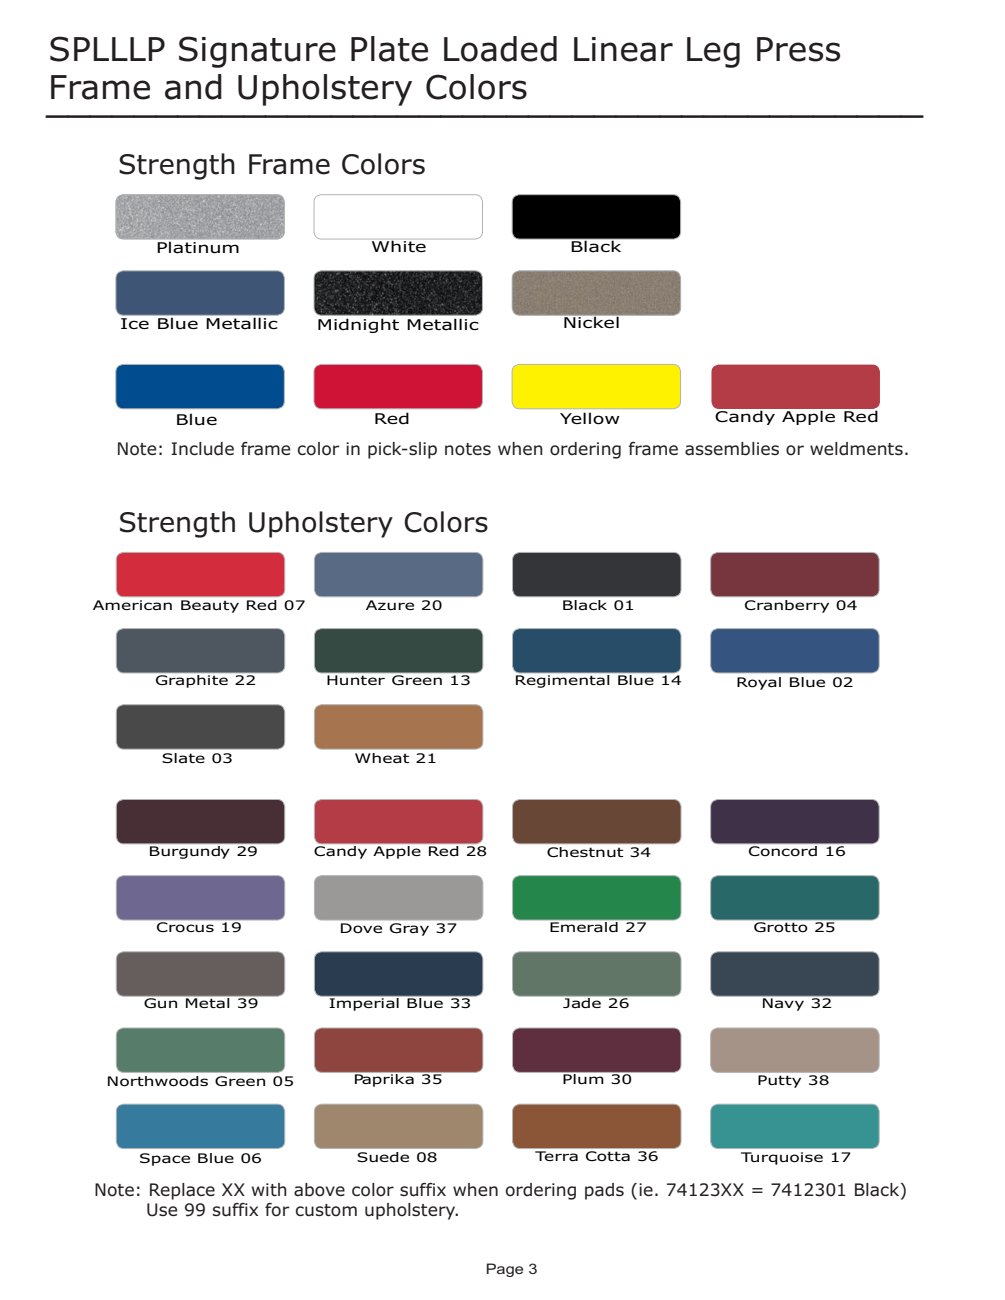 SPLLLP Signature Plate Loaded Linear Leg Press
Frame and Upholstery Colors
Strength Frame Colors
Platinum
White
Black
Ice Blue Metallic
Midnight Metallic
Nickel
Blue
Red
Yellow
Candy Apple Red
Note: Include frame color in pick-slip notes when ordering frame assemblies or weldments.
Strength Upholstery Colors
American Beauty Red 07
Azure 20
Black 01
Cranberry 04
Graphite 22
Hunter Green 13
Regimental Blue 14
Royal Blue 02
Slate 03
Wheat 21
Burgundy 29
Candy Apple Red 28
Chestnut 34
Concord 16
Crocus 19
Dove Gray 37
Emerald 27
Grotto 25
Gun Metal 39
Imperial Blue 33
Jade 26
Navy 32
Northwoods Green 05
Paprika 35
Plum 30
Putty 38
Space Blue 06
Suede 08
Terra Cotta 36
Turquoise 17
Note: Replace XX with above color suffix when ordering pads (ie. 74123XX = 7412301 Black)
Use 99 suffix for custom upholstery.
Page 3